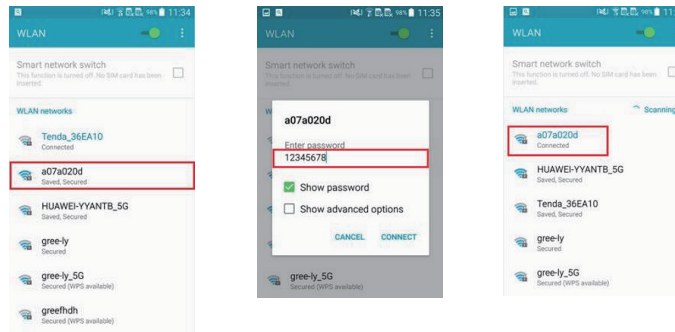 98% 11:34
WLAN
Smart network switch
This function is turned off. No SIM card has been
inserted.
WLAN networks
Tenda_36EA10
Connected
a07a020d
Saved, Secured
HUAWEI-YYANTB_5G
Saved, Secured
gree-ly
Secured
gree-ly_5G
Secured (WPS available)
greefhdh
Secured (WPS available)
98% 11:35
WLAN
Smart network switch
This function is turned off. No SIM card has been
inserted.
W
a07a020d
Enter password
12345678
Show password
Show advanced options
CANCEL CONNECT
gree-ly_5G
Secured (WPS available)
98% 11:
WLAN
Smart network switch
This function is turned off. No SIM card has been
inserted.
WLAN networks Scanning
a07a020d
Connected
HUAWEI-YYANTB_5G
Saved, Secured
Tenda_36EA10
Saved, Secured
gree-ly
Secured
gree-ly_5G
Secured (WPS available)